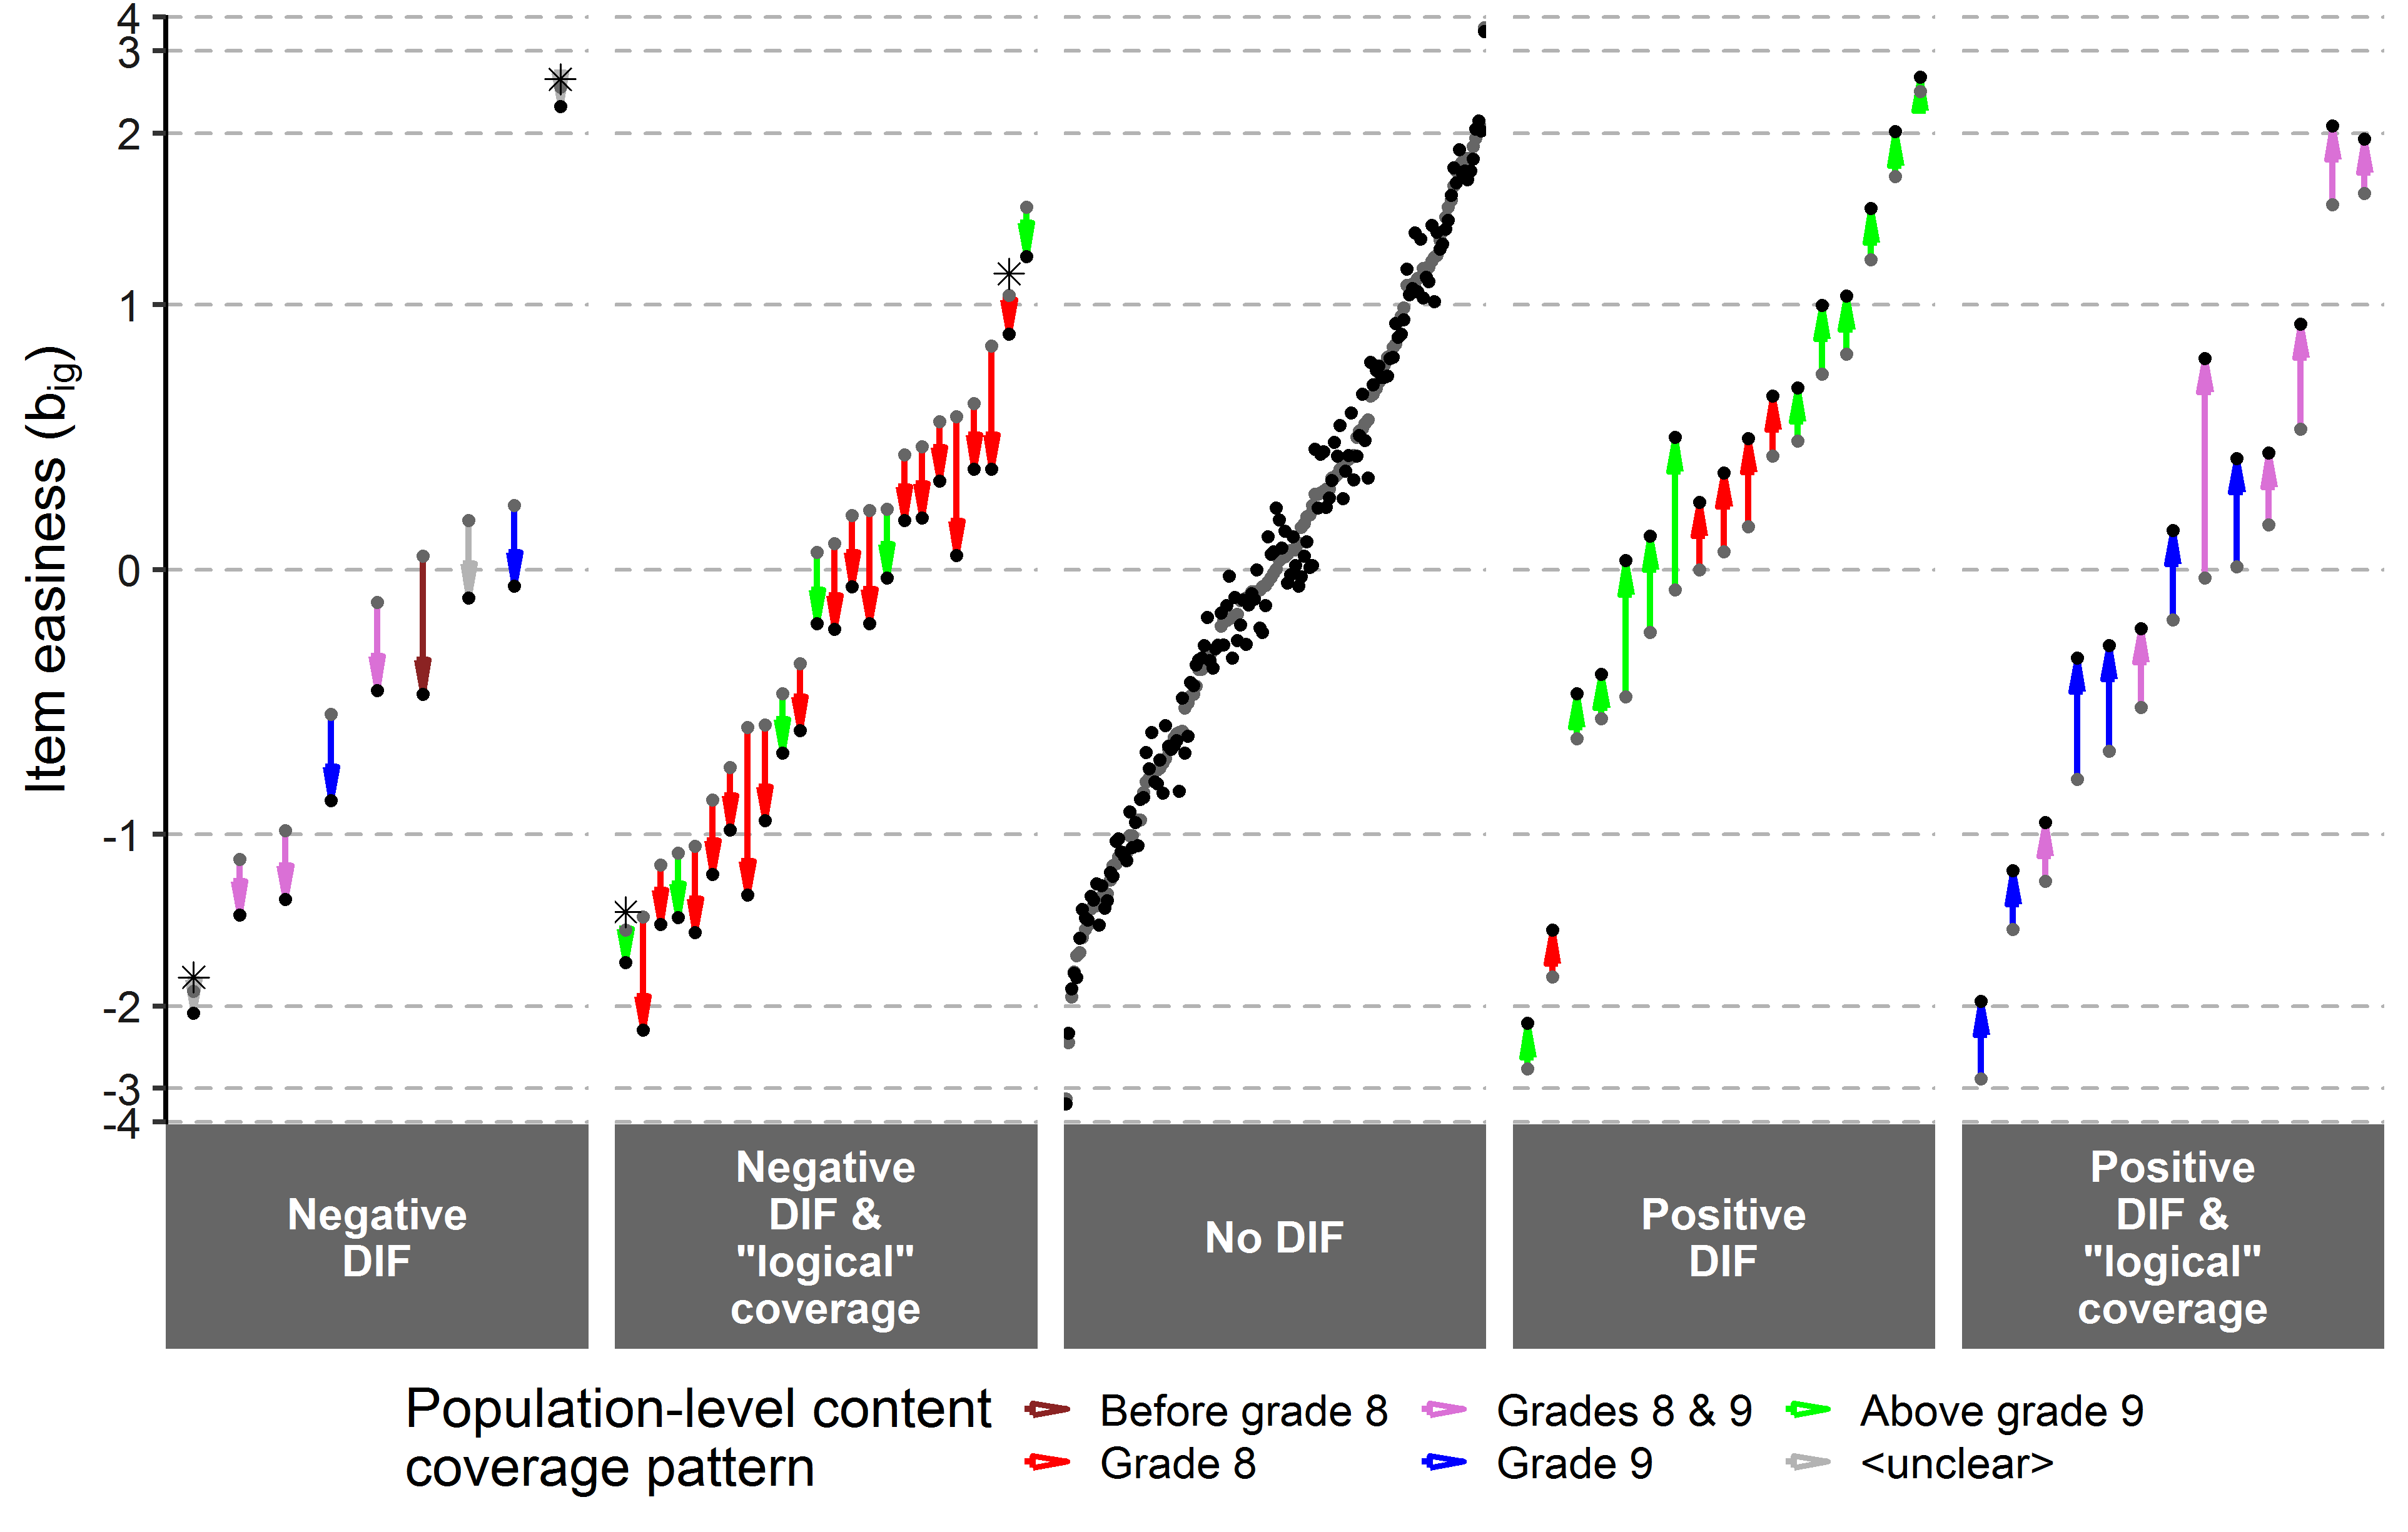 4
3
2
1
0
-1
-2
-3
-4
Item easiness (b_ig)
Negative
DIF
Negative
DIF &
"logical"
coverage
No DIF
Positive
DIF
Positive
DIF &
"logical"
coverage
Population-level content
coverage pattern
Before grade 8
Grade 8
Grades 8 & 9
Grade 9
Above grade 9
<unclear>